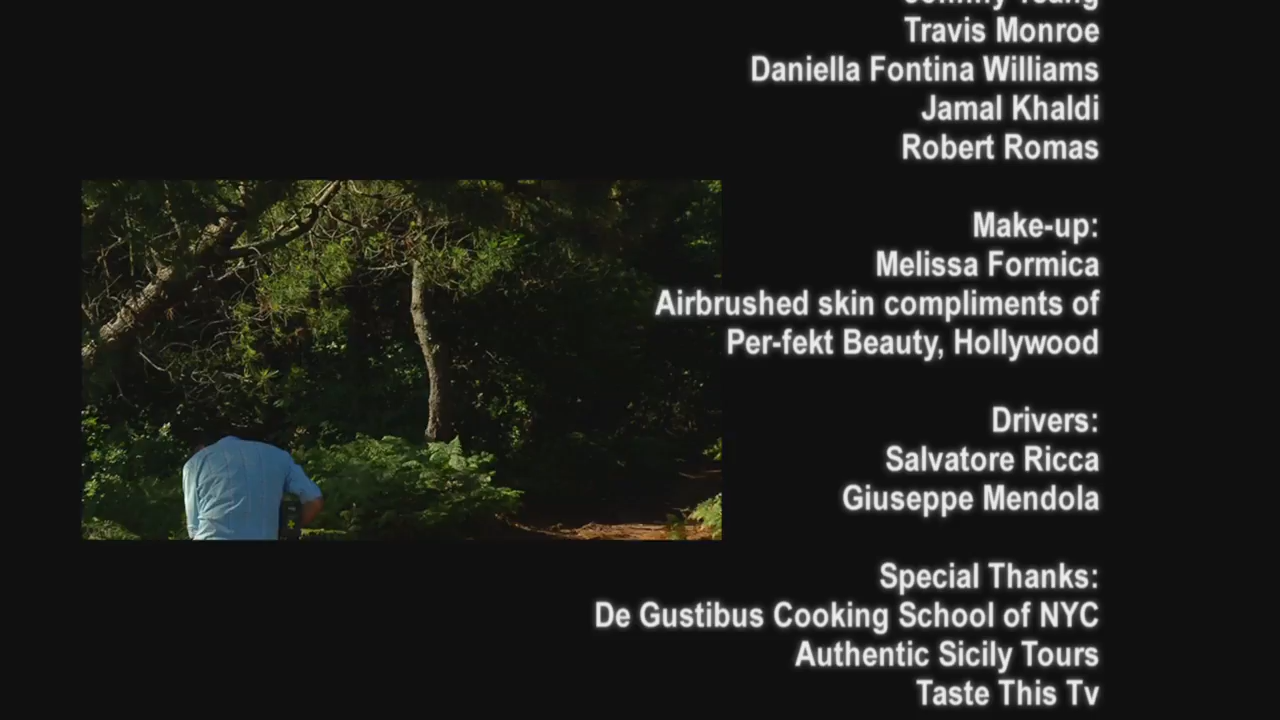 Travis Monroe
Daniella Fontina Williams
Jamal Khaldi
Robert Romas
Make-up:
Melissa Formica
Airbrushed skin compliments of
Per-fekt Beauty, Hollywood
Drivers:
Salvatore Ricca
Giuseppe Mendola
Special Thanks:
De Gustibus Cooking School of NYC
Authentic Sicily Tours
Taste This Tv